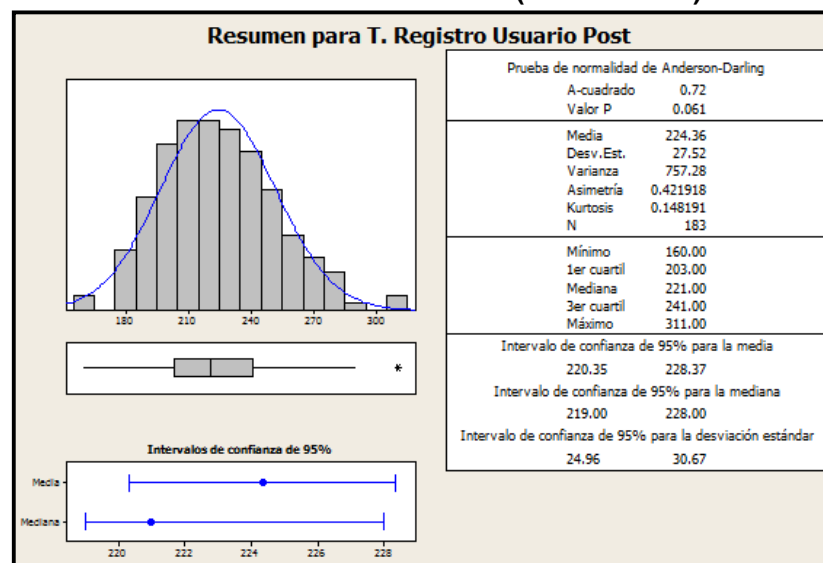 Resumen para T. Registro Usuario Post
180 210 240 270 300
*
Intervalos de confianza de 95%
Media
Mediana
220 222 224 226 228
Prueba de normalidad de Anderson-Darling
A-cuadrado 0.72
Valor P 0.061
Media 224.36
Desv.Est. 27.52
Varianza 757.28
Asimetría 0.421918
Kurtosis 0.148191
N 183
Mínimo 160.00
1er cuartil 203.00
Mediana 221.00
3er cuartil 241.00
Máximo 311.00
Intervalo de confianza de 95% para la media
220.35 228.37
Intervalo de confianza de 95% para la mediana
219.00 228.00
Intervalo de confianza de 95% para la desviación estándar
24.96 30.67